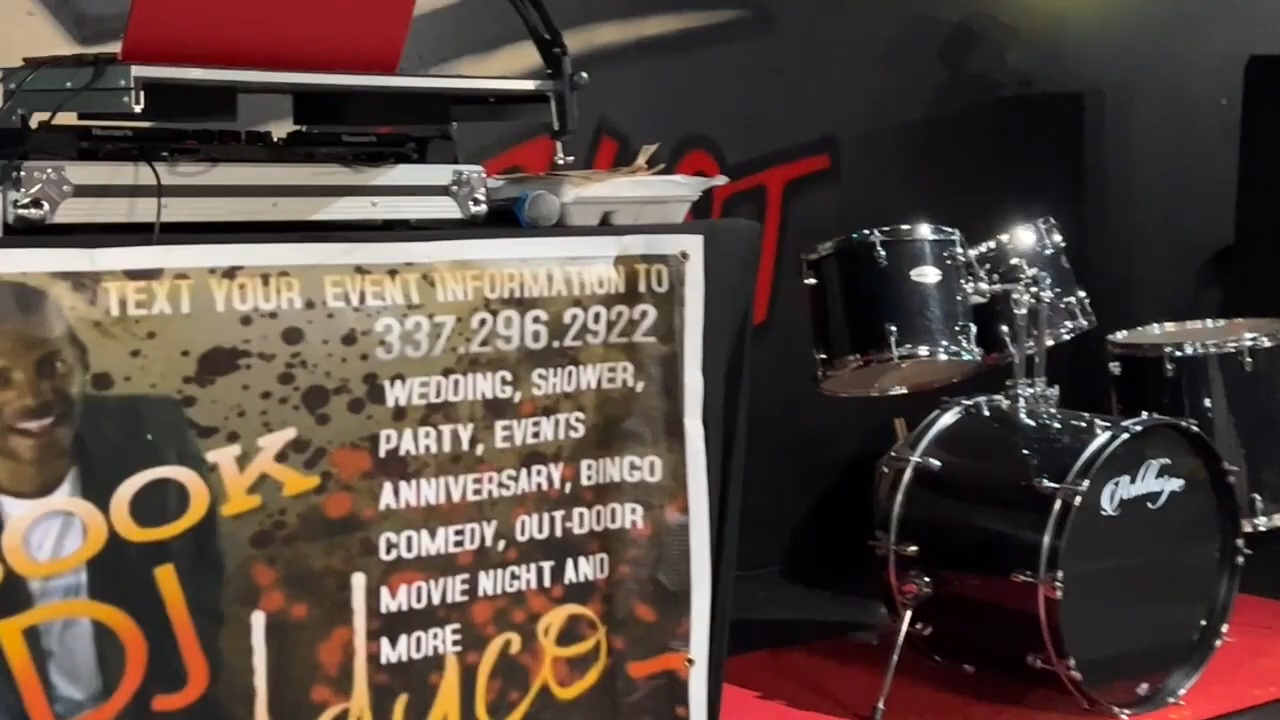 TEXT YOUR EVENT INFORMATION TO
337.296.2922
WEDDING, SHOWER,
PARTY, EVENTS
ANNIVERSARY, BINGO
COMEDY, OUT-DOOR
MOVIE NIGHT AND
MORE
OOK
DJ